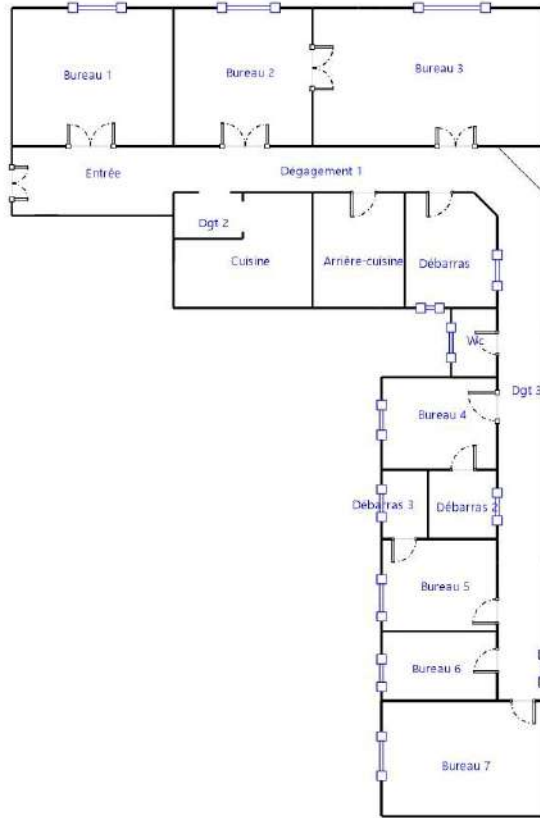 Bureau 1
Bureau 2
Bureau 3
Entrée
Dégagement 1
Dgt 2
Cuisine
Arrière-cuisine
Débarras
Wc
Dgt 3
Bureau 4
Débarras 3
Débarras 2
Bureau 5
Bureau 6
Bureau 7